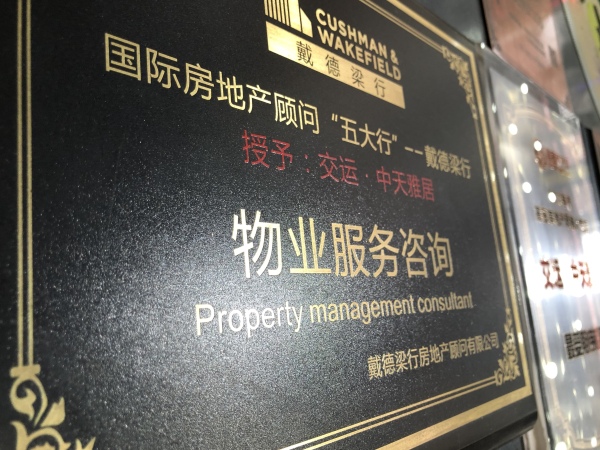 CUSHMAN &
WAKEFIELD
戴德梁行
国际房地产顾问“五大行”--戴德梁行
授予：交运·中天雅居
物业服务咨询
Property management consultant
戴德梁行房地产顾问有限公司